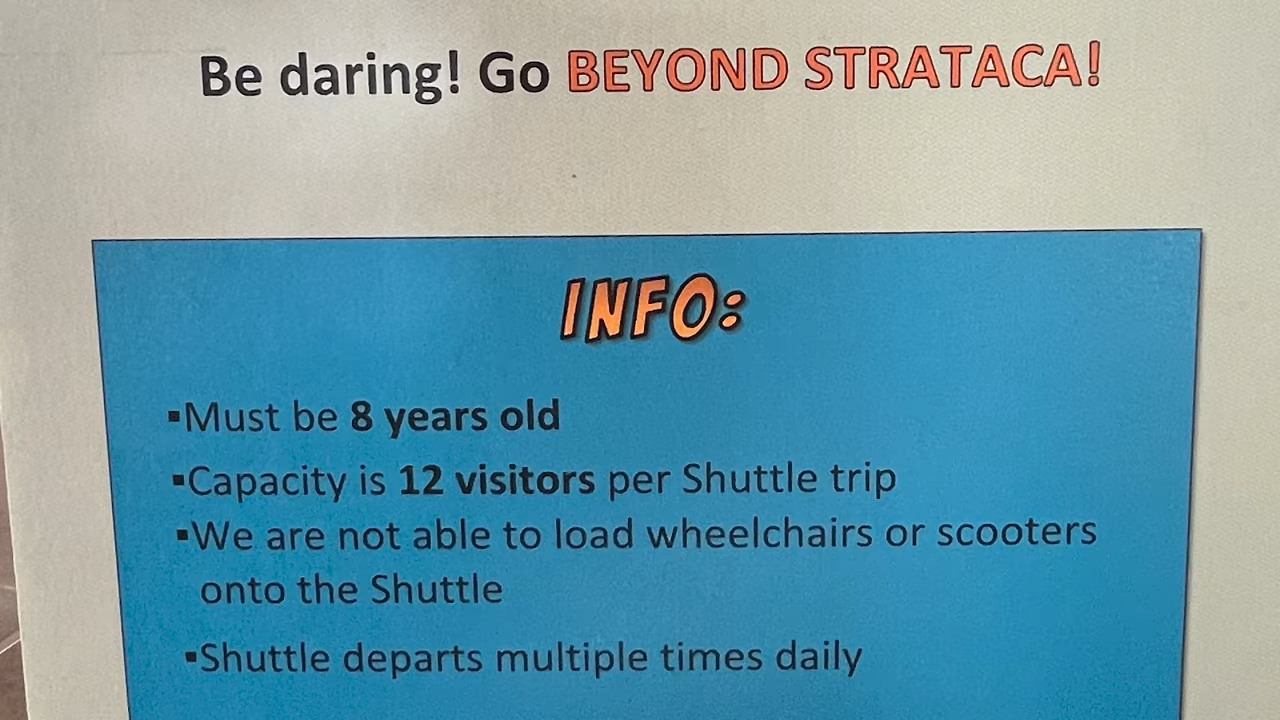 Be daring! Go BEYOND STRATACA!
INFO:
▪Must be 8 years old
▪Capacity is 12 visitors per Shuttle trip
▪We are not able to load wheelchairs or scooters
onto the Shuttle
▪Shuttle departs multiple times daily